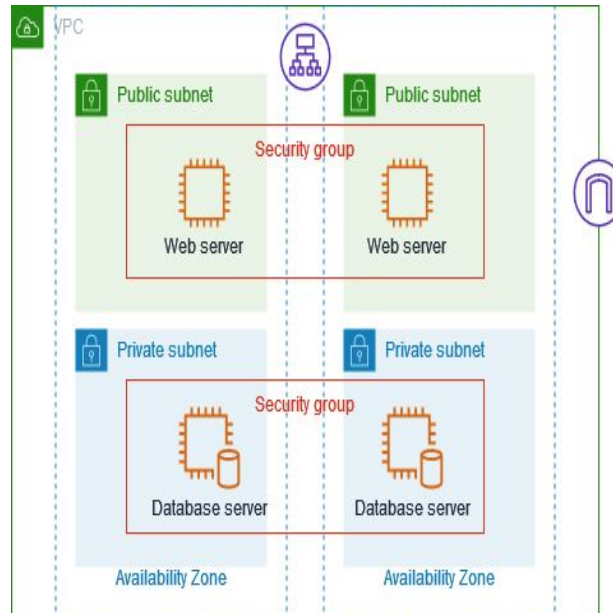 VPC
Public subnet
Public subnet
Security group
Web server
Web server
Private subnet
Private subnet
Security group
Database server
Database server
Availability Zone
Availability Zone